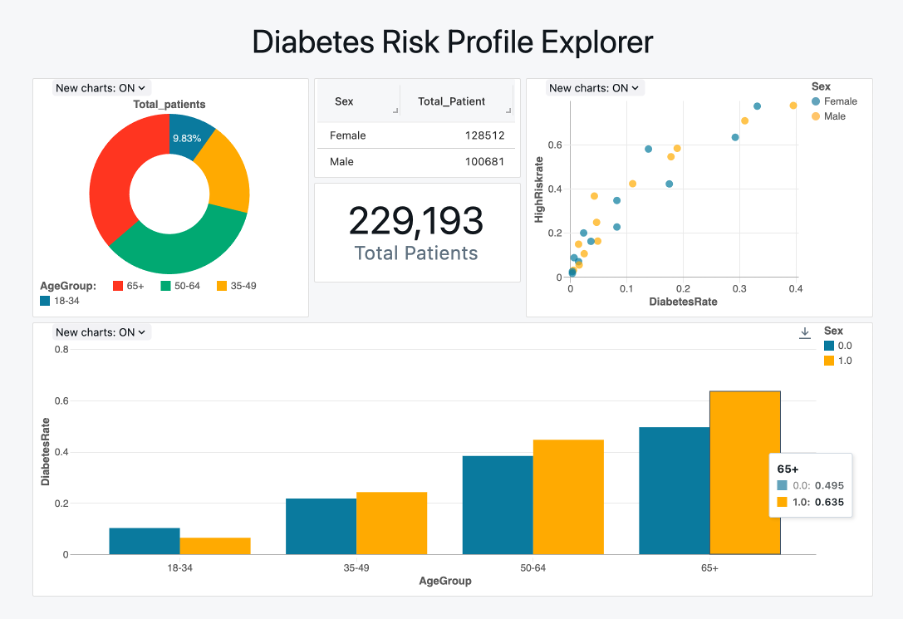 Diabetes Risk Profile Explorer
New charts: ON
Total_patients
9.83%
AgeGroup:
65+
50-64
35-49
18-34
Sex Total_Patient
Female 128512
Male 100681
229,193
Total Patients
New charts: ON
Sex
Female
Male
HighRiskrate
0.6
0.4
0.2
0
0 0.1 0.2 0.3 0.4
DiabetesRate
New charts: ON
Sex
0.0
1.0
DiabetesRate
0.8
0.6
0.4
0.2
0
65+
0.0: 0.495
1.0: 0.635
18-34 35-49 50-64 65+
AgeGroup